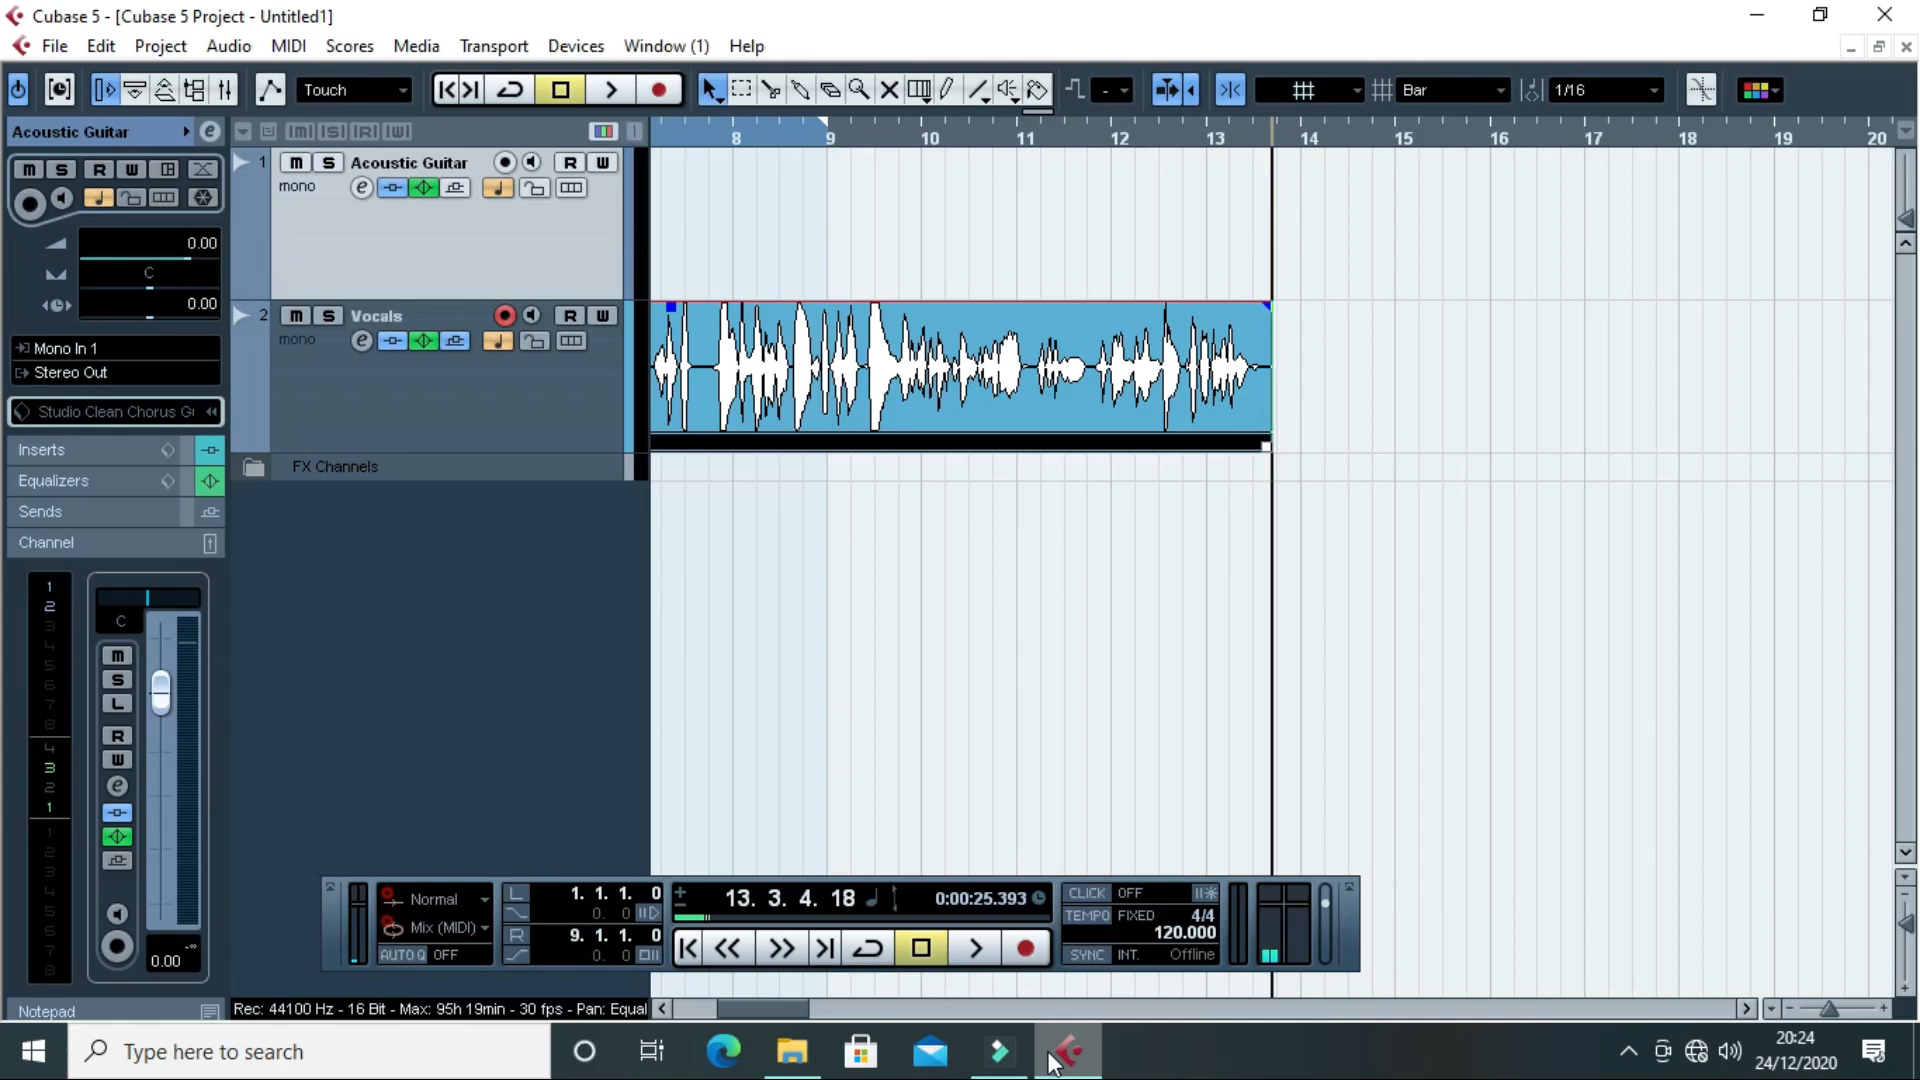 Cubase 5 - [Cubase 5 Project - Untitled1]
File Edit Project Audio MIDI Scores Media Transport Devices Window (1) Help
Touch - Bar 1/16
Acoustic Guitar e [M] [S] [R] [W] 8 9 10 11 12 13 14 15 16 17 18 19 20
1 m S Acoustic Guitar R W
mono e
m S R W
0.00
C
0.00
2 m S Vocals R W
mono e
Mono In 1
Stereo Out
Studio Clean Chorus G
Inserts
Equalizers
Sends
Channel
FX Channels
1
2
3
4
5
6
7
8
4
3
2
1
1
2
3
4
5
6
7
8
C
m
S
L
R
W
e
0.00 -∞
Normal
Mix (MIDI)
AUTO Q OFF
L 1. 1. 1. 0
0. 0
R 9. 1. 1. 0
0. 0
13. 3. 4. 18 0:00:25.393
CLICK OFF
TEMPO FIXED 4/4
120.000
SYNC INT. Offline
Notepad
Rec: 44100 Hz - 16 Bit - Max: 95h 19min - 30 fps - Pan: Equal
Type here to search
20:24
24/12/2020